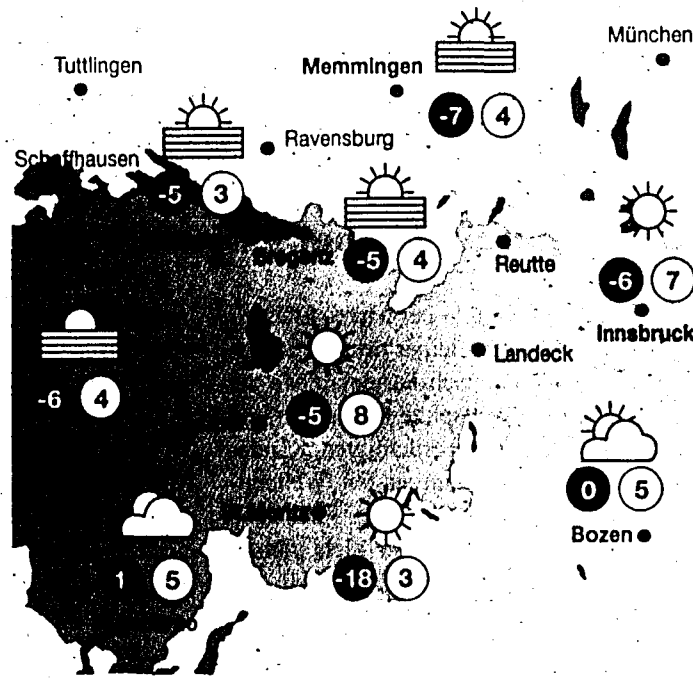 München
Tuttlingen
Memmingen
-7 4
Ravensburg
Schaffhausen
-5 3
Bregenz
-5 4
Reutte
-6 7
Innsbruck
Landeck
-6 4
-5 8
0 5
Bozen
1 5
-18 3